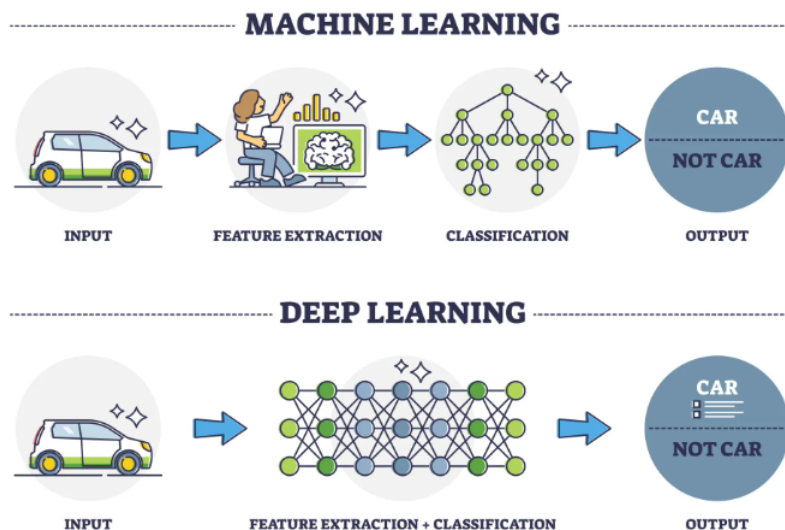 MACHINE LEARNING
CAR
NOT CAR
INPUT
FEATURE EXTRACTION
CLASSIFICATION
OUTPUT
DEEP LEARNING
CAR
NOT CAR
INPUT
FEATURE EXTRACTION + CLASSIFICATION
OUTPUT